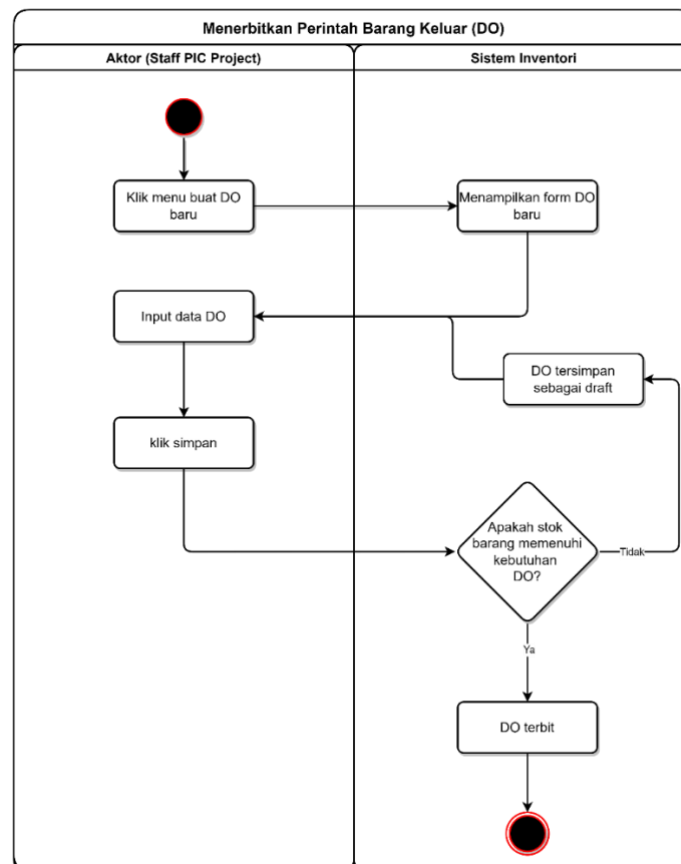 Menerbitkan Perintah Barang Keluar (DO)
Aktor (Staff PIC Project)
Sistem Inventori
Klik menu buat DO
baru
Menampilkan form DO
baru
Input data DO
DO tersimpan
sebagai draft
klik simpan
Apakah stok
barang memenuhi
kebutuhan
DO?
Tidak
Ya
DO terbit